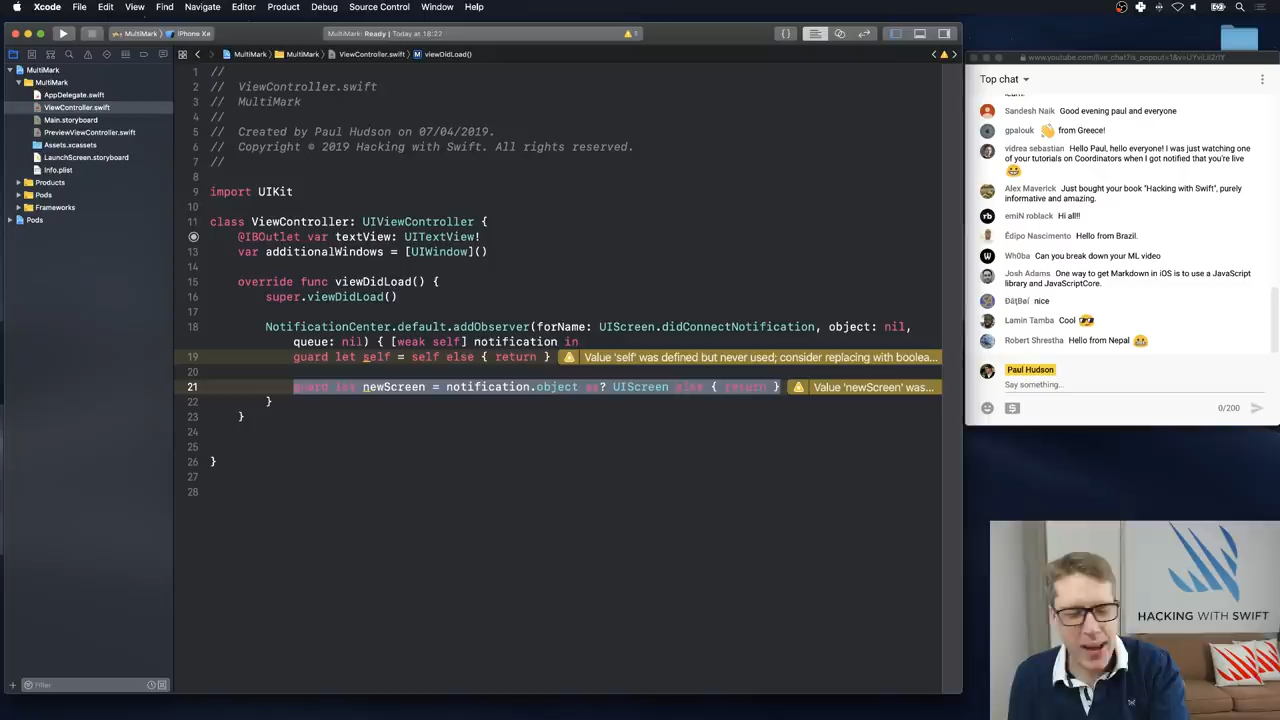 Xcode File Edit View Find Navigate Editor Product Debug Source Control Window Help
MultiMark
MultiMark: Ready | Today at 18:22
1
MultiMark
MultiMark
ViewController.swift
viewDidLoad()
MultiMark
MultiMark
AppDelegate.swift
ViewController.swift
Main.storyboard
PreviewViewController.swift
Assets.xcassets
LaunchScreen.storyboard
Info.plist
Products
Pods
Frameworks
Pods
Filter
1 //
2 // ViewController.swift
3 // MultiMark
4 //
5 // Created by Paul Hudson on 07/04/2019.
6 // Copyright © 2019 Hacking with Swift. All rights reserved.
7 //
8
9 import UIKit
10
11 class ViewController: UIViewController {
@IBOutlet var textView: UITextView!
13 var additionalWindows = [UIWindow]()
14
15 override func viewDidLoad() {
16 super.viewDidLoad()
17
18 NotificationCenter.default.addObserver(forName: UIScreen.didConnectNotification, object: nil,
queue: nil) { [weak self] notification in
19 guard let self = self else { return } Value 'self' was defined but never used; consider replacing with boolea...
20
21 guard let newScreen = notification.object as? UIScreen else { return } Value 'newScreen' was...
22 }
23 }
24
25
26 }
27
28
Top chat
Sandesh Naik Good evening paul and everyone
gpalouk 👋 from Greece!
vidrea sebastian Hello Paul, hello everyone! I was just watching one
of your tutorials on Coordinators when I got notified that you're live
😀
Alex Maverick Just bought your book "Hacking with Swift", purely
informative and amazing.
emiN roblack Hi all!!
Édipo Nascimento Hello from Brazil.
Wh0ba Can you break down your ML video
Josh Adams One way to get Markdown in iOS is to use a JavaScript
library and JavaScriptCore.
nice
Lamin Tamba Cool 😎
Robert Shrestha Hello from Nepal 😁
Paul Hudson
Say something...
0/200
HACKING WITH SWIFT